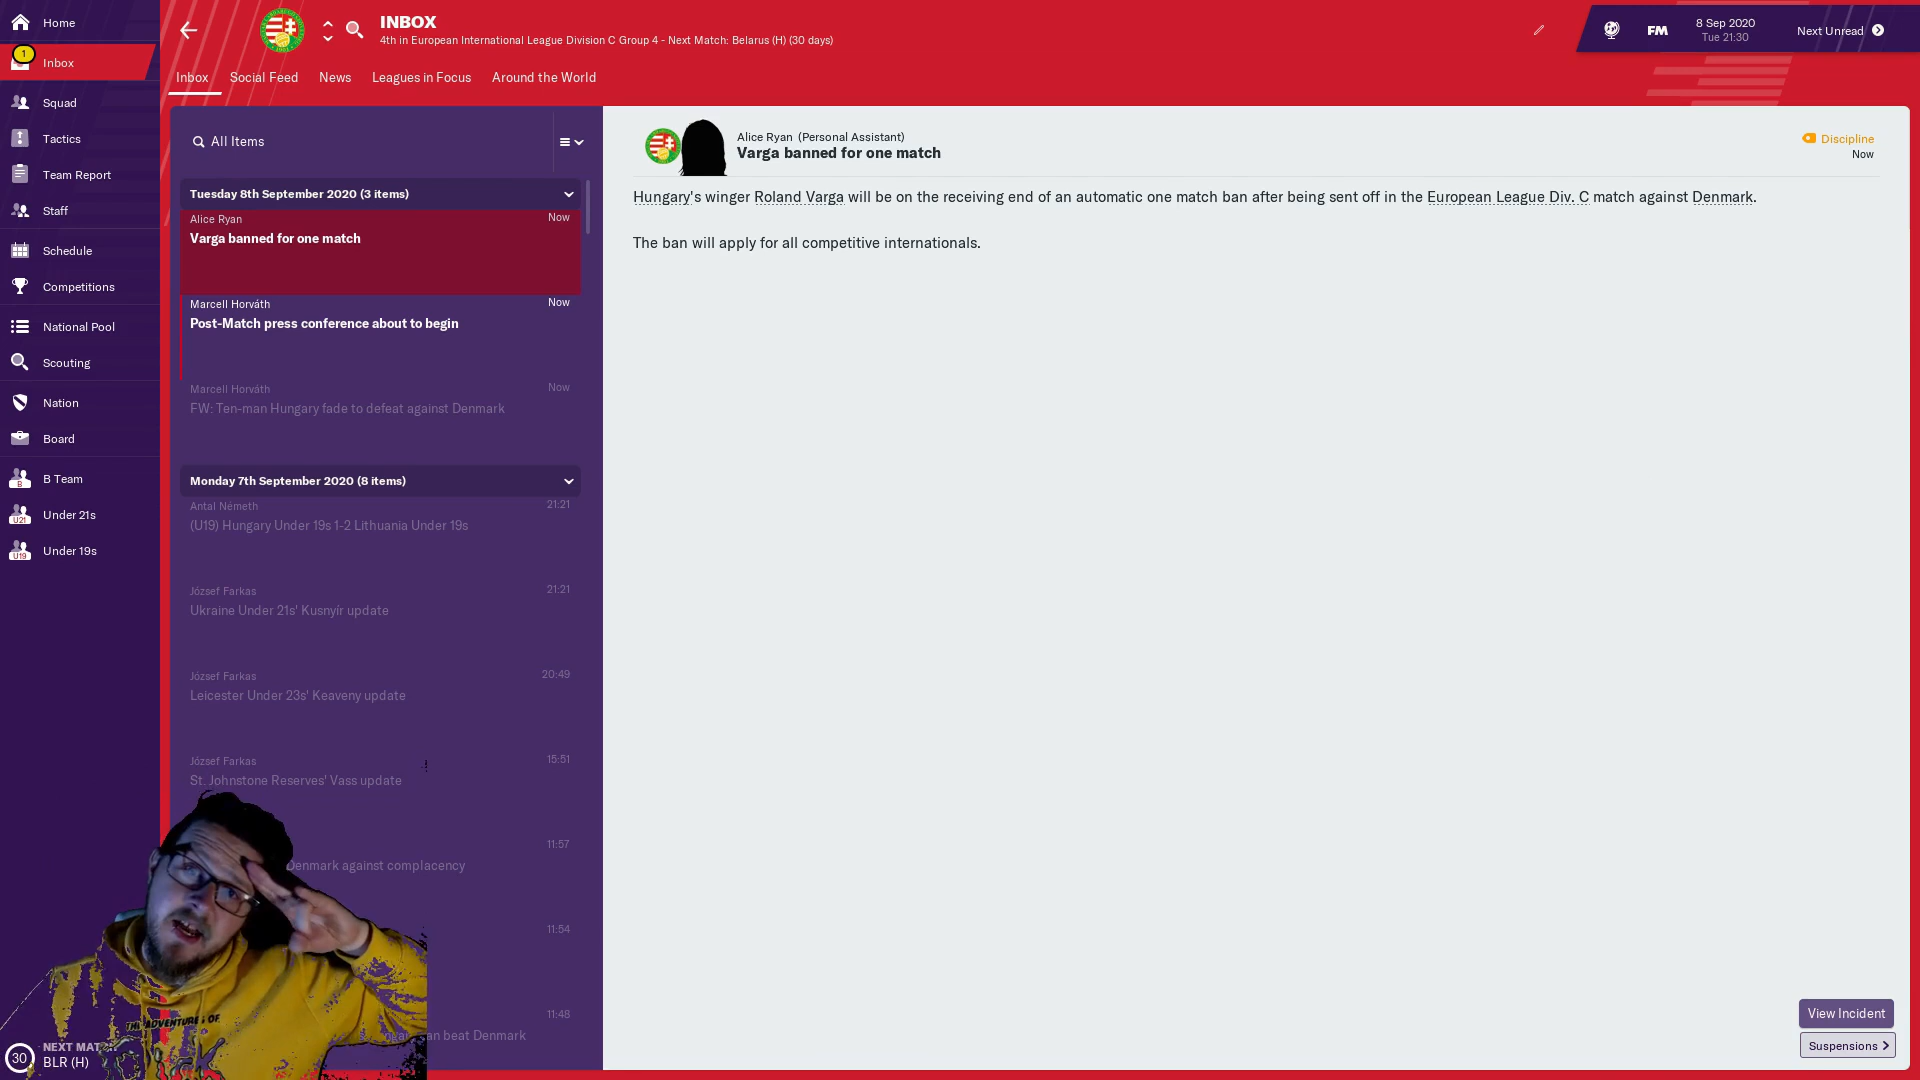 Home
1
Inbox
Squad
Tactics
Team Report
Staff
Schedule
Competitions
National Pool
Scouting
Nation
Board
B
B Team
U21
Under 21s
U19
Under 19s
30
NEXT MAT
BLR (H)
INBOX
4th in European International League Division C Group 4 - Next Match: Belarus (H) (30 days)
FM
8 Sep 2020
Tue 21:30
Next Unread
Inbox
Social Feed
News
Leagues in Focus
Around the World
All Items
Tuesday 8th September 2020 (3 items)
Alice Ryan
Now
Varga banned for one match
Marcell Horváth
Now
Post-Match press conference about to begin
Marcell Horváth
Now
FW: Ten-man Hungary fade to defeat against Denmark
Monday 7th September 2020 (8 items)
Antal Németh
21:21
(U19) Hungary Under 19s 1-2 Lithuania Under 19s
József Farkas
21:21
Ukraine Under 21s' Kusnyír update
József Farkas
20:49
Leicester Under 23s' Keaveny update
József Farkas
15:51
St. Johnstone Reserves' Vass update
11:57
Denmark against complacency
11:54
11:48
an beat Denmark
THE ADVENTURES OF
Alice Ryan (Personal Assistant)
Varga banned for one match
Discipline
Now
Hungary's winger Roland Varga will be on the receiving end of an automatic one match ban after being sent off in the European League Div. C match against Denmark.
The ban will apply for all competitive internationals.
View Incident
Suspensions